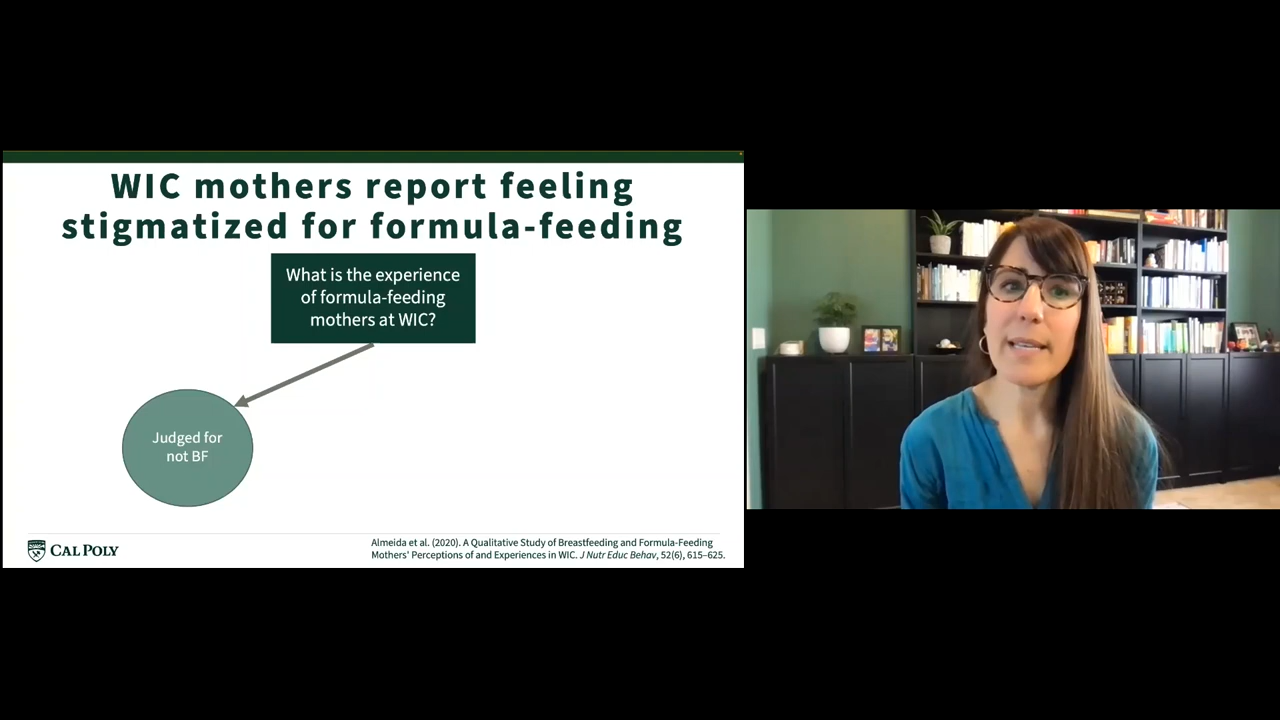 WIC mothers report feeling
stigmatized for formula-feeding
What is the experience
of formula-feeding
mothers at WIC?
Judged for
not BF
CAL POLY
Almeida et al. (2020). A Qualitative Study of Breastfeeding and Formula-Feeding
Mothers' Perceptions of and Experiences in WIC. J Nutr Educ Behav, 52(6), 615–625.